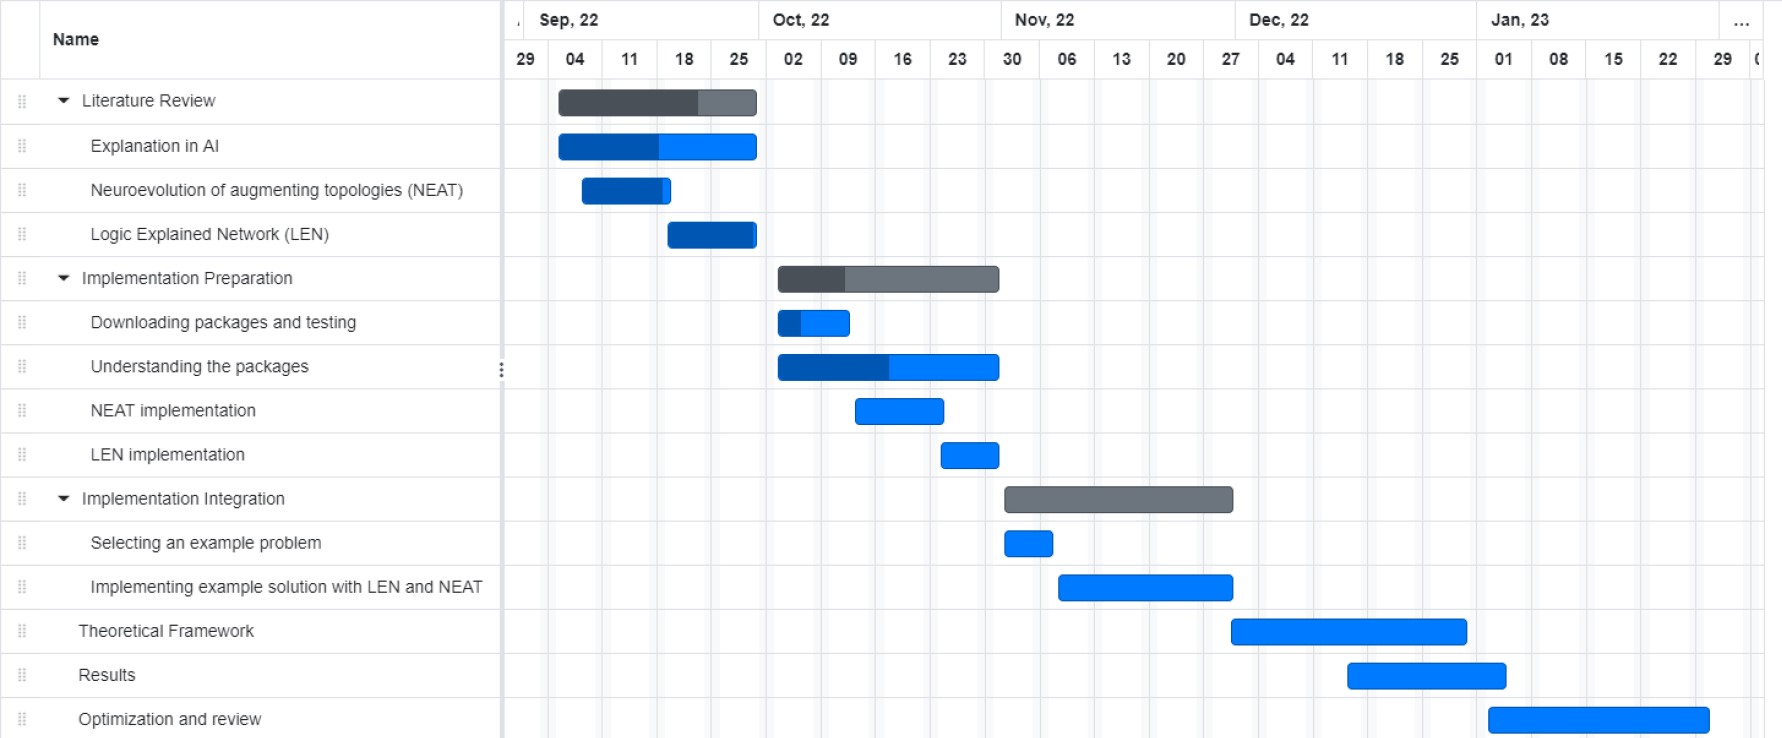 Name
Sep, 22 Oct, 22 Nov, 22 Dec, 22 Jan, 23 ...
29 04 11 18 25 02 09 16 23 30 06 13 20 27 04 11 18 25 01 08 15 22 29
Literature Review
Explanation in AI
Neuroevolution of augmenting topologies (NEAT)
Logic Explained Network (LEN)
Implementation Preparation
Downloading packages and testing
Understanding the packages
NEAT implementation
LEN implementation
Implementation Integration
Selecting an example problem
Implementing example solution with LEN and NEAT
Theoretical Framework
Results
Optimization and review